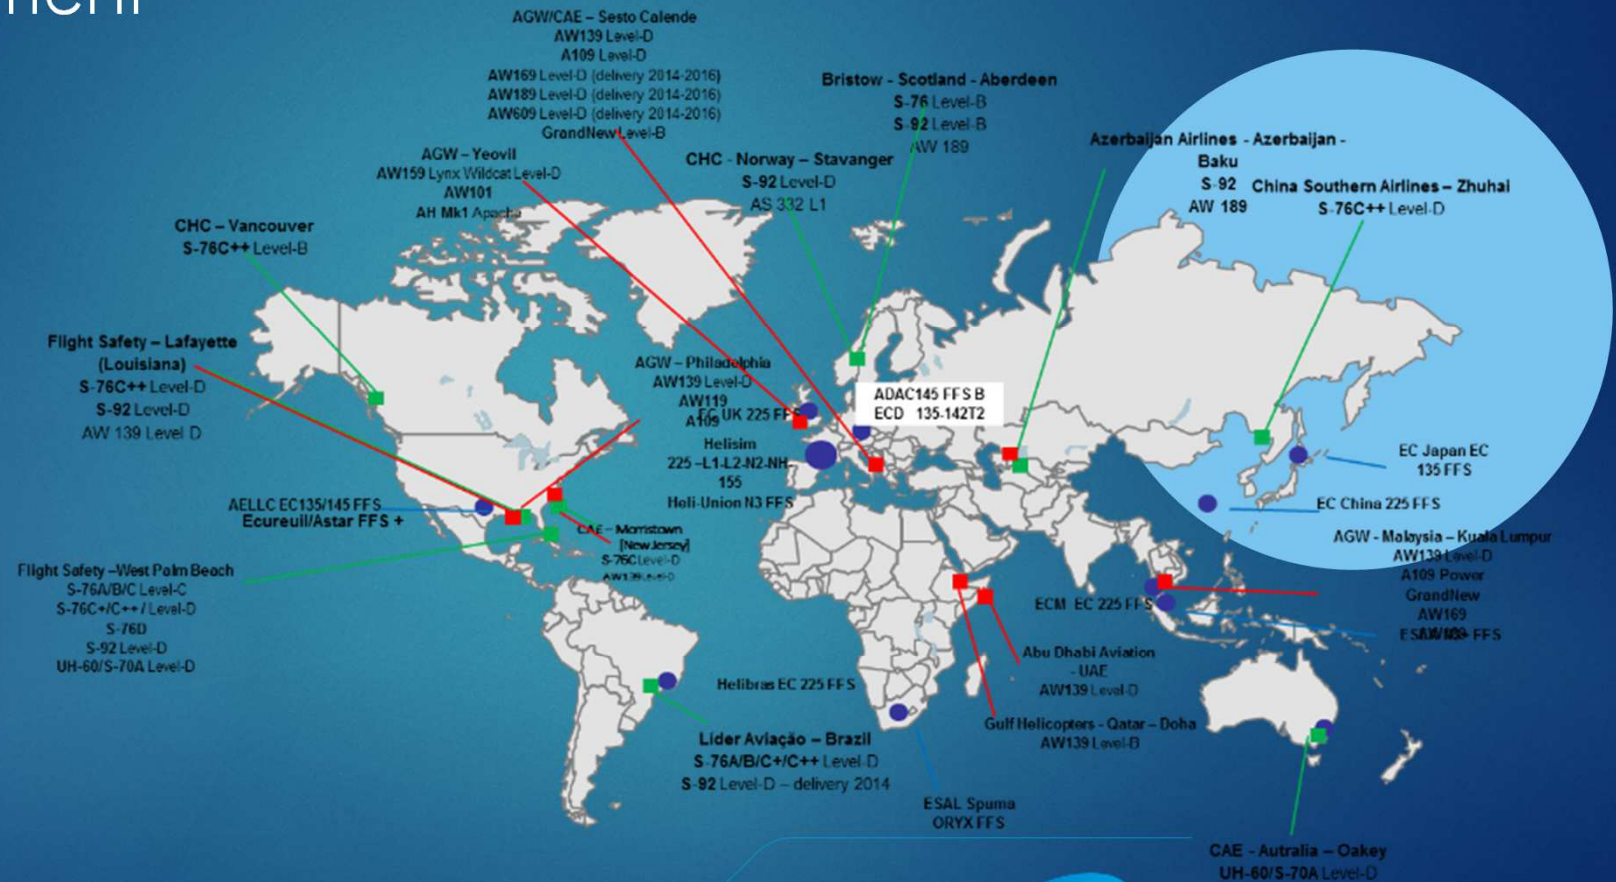 AGW/CAE – Sesto Calende
AW139 Level-D
A109 Level-D
AW169 Level-D (delivery 2014-2016)
AW189 Level-D (delivery 2014-2016)
AW609 Level-D (delivery 2014-2016)
GrandNew Level-B
Bristow - Scotland - Aberdeen
S-76 Level-B
S-92 Level-B
AW 189
AGW – Yeovil
AW159 Lynx Wildcat Level-D
AW101
AH Mk1 Apache
CHC - Norway – Stavanger
S-92 Level-D
AS 332 L1
Azerbaijan Airlines - Azerbaijan -
Baku
S-92
AW 189
China Southern Airlines – Zhuhai
S-76C++ Level-D
CHC – Vancouver
S-76C++ Level-B
Flight Safety – Lafayette
(Louisiana)
S-76C++ Level-D
S-92 Level-D
AW 139 Level D
AGW – Philadelphia
AW139 Level-D
AW119
A109
EC UK 225 FFS
ADAC145 FFS B
ECD 135-142T2
Helisim
225 –L1-L2-N2-NH-
155
Heli-Union N3 FFS
EC Japan EC
135 FFS
EC China 225 FFS
AELLC EC135/145 FFS
Ecureuil/Astar FFS +
CAE – Morristown
[New Jersey]
S-76C Level-D
AW139 Level-D
AGW - Malaysia – Kuala Lumpur
AW139 Level-D
A109 Power
GrandNew
AW169
FFS
ECM EC 225 FFS
Flight Safety –West Palm Beach
S-76A/B/C Level-C
S-76C+/C++ / Level-D
S-76D
S-92 Level-D
UH-60/S-70A Level-D
Abu Dhabi Aviation
- UAE
AW139 Level-D
Helibras EC 225 FFS
Gulf Helicopters - Qatar – Doha
AW139 Level-D
Líder Aviação – Brazil
S-76A/B/C+/C++ Level-D
S-92 Level-D – delivery 2014
ESAL Spuma
ORYX FFS
CAE - Autralia – Oakey
UH-60/S-70A Level-D